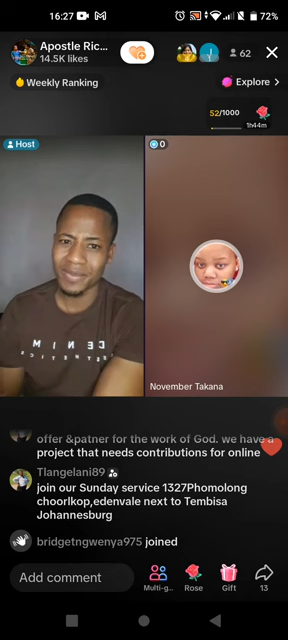 16:27
72%
Apostle Ric...
14.5K likes
62
Weekly Ranking
Explore >
52/1000
1h44m
Host
0
November Takana
offer &patner for the work of God. we have a
project that needs contributions for online
Tlangelani89
join our Sunday service 1327Phomolong
choorlkop,edenvale next to Tembisa
Johannesburg
bridgetngwenya975 joined
Add comment
Multi-g...
Rose
Gift
13